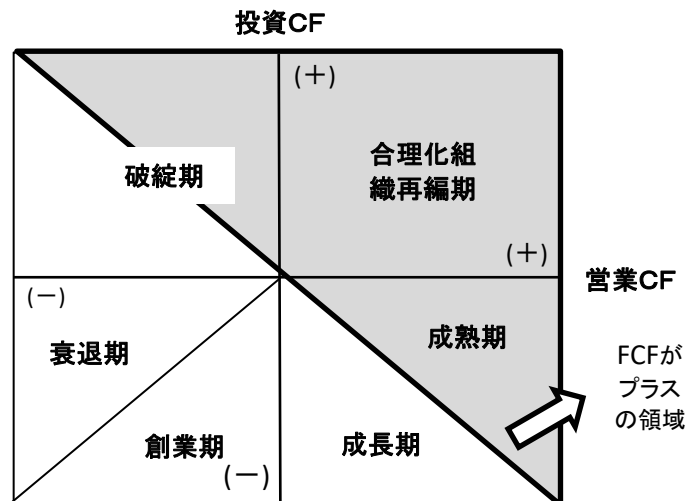 投資CF
(＋)
合理化組
織再編期
破綻期
(＋)
営業CF
(－)
衰退期
成熟期
FCFが
プラス
の領域
創業期
(－)
成長期